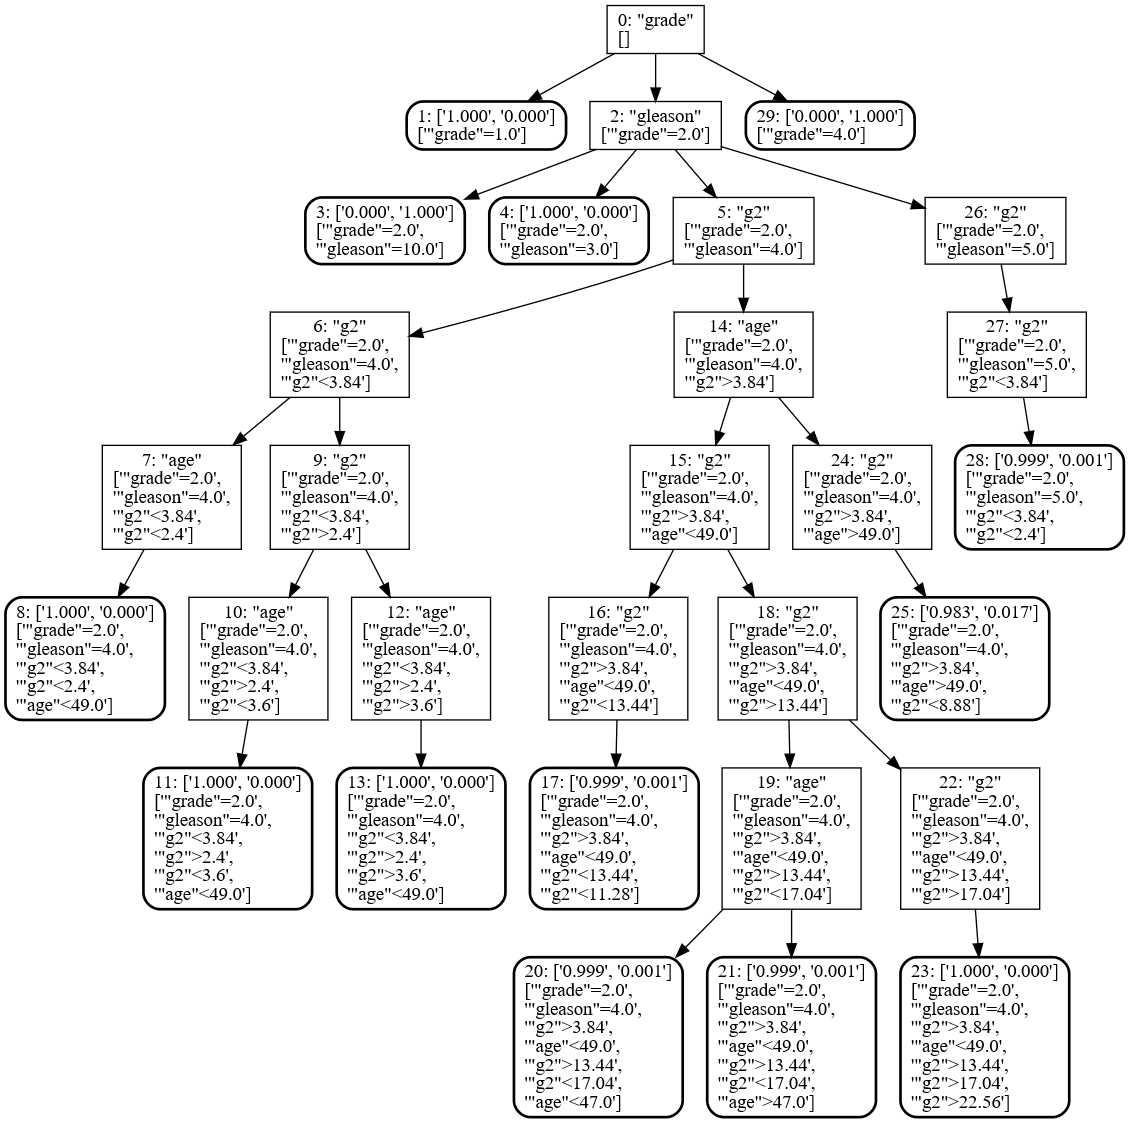 0: "grade"
[]
1: ['1.000', '0.000']
['"grade"=1.0']
2: "gleason"
['"grade"=2.0']
29: ['0.000', '1.000']
['"grade"=4.0']
3: ['0.000', '1.000']
['"grade"=2.0',
'"gleason"=10.0']
4: ['1.000', '0.000']
['"grade"=2.0',
'"gleason"=3.0']
5: "g2"
['"grade"=2.0',
'"gleason"=4.0']
26: "g2"
['"grade"=2.0',
'"gleason"=5.0']
6: "g2"
['"grade"=2.0',
'"gleason"=4.0',
'"g2"<3.84']
14: "age"
['"grade"=2.0',
'"gleason"=4.0',
'"g2">3.84']
27: "g2"
['"grade"=2.0',
'"gleason"=5.0',
'"g2"<3.84']
7: "age"
['"grade"=2.0',
'"gleason"=4.0',
'"g2"<3.84',
'"g2"<2.4']
9: "g2"
['"grade"=2.0',
'"gleason"=4.0',
'"g2"<3.84',
'"g2">2.4']
15: "g2"
['"grade"=2.0',
'"gleason"=4.0',
'"g2">3.84',
'"age"<49.0']
24: "g2"
['"grade"=2.0',
'"gleason"=4.0',
'"g2">3.84',
'"age">49.0']
28: ['0.999', '0.001']
['"grade"=2.0',
'"gleason"=5.0',
'"g2"<3.84',
'"g2"<2.4']
8: ['1.000', '0.000']
['"grade"=2.0',
'"gleason"=4.0',
'"g2"<3.84',
'"g2"<2.4',
'"age"<49.0']
10: "age"
['"grade"=2.0',
'"gleason"=4.0',
'"g2"<3.84',
'"g2">2.4',
'"g2"<3.6']
12: "age"
['"grade"=2.0',
'"gleason"=4.0',
'"g2"<3.84',
'"g2">2.4',
'"g2">3.6']
16: "g2"
['"grade"=2.0',
'"gleason"=4.0',
'"g2">3.84',
'"age"<49.0',
'"g2"<13.44']
18: "g2"
['"grade"=2.0',
'"gleason"=4.0',
'"g2">3.84',
'"age"<49.0',
'"g2">13.44']
25: ['0.983', '0.017']
['"grade"=2.0',
'"gleason"=4.0',
'"g2">3.84',
'"age">49.0',
'"g2"<8.88']
11: ['1.000', '0.000']
['"grade"=2.0',
'"gleason"=4.0',
'"g2"<3.84',
'"g2">2.4',
'"g2"<3.6',
'"age"<49.0']
13: ['1.000', '0.000']
['"grade"=2.0',
'"gleason"=4.0',
'"g2"<3.84',
'"g2">2.4',
'"g2">3.6',
'"age"<49.0']
17: ['0.999', '0.001']
['"grade"=2.0',
'"gleason"=4.0',
'"g2">3.84',
'"age"<49.0',
'"g2"<13.44',
'"g2"<11.28']
19: "age"
['"grade"=2.0',
'"gleason"=4.0',
'"g2">3.84',
'"age"<49.0',
'"g2">13.44',
'"g2"<17.04']
22: "g2"
['"grade"=2.0',
'"gleason"=4.0',
'"g2">3.84',
'"age"<49.0',
'"g2">13.44',
'"g2">17.04']
20: ['0.999', '0.001']
['"grade"=2.0',
'"gleason"=4.0',
'"g2">3.84',
'"age"<49.0',
'"g2">13.44',
'"g2"<17.04',
'"age"<47.0']
21: ['0.999', '0.001']
['"grade"=2.0',
'"gleason"=4.0',
'"g2">3.84',
'"age"<49.0',
'"g2">13.44',
'"g2"<17.04',
'"age">47.0']
23: ['1.000', '0.000']
['"grade"=2.0',
'"gleason"=4.0',
'"g2">3.84',
'"age"<49.0',
'"g2">13.44',
'"g2">17.04',
'"g2">22.56']